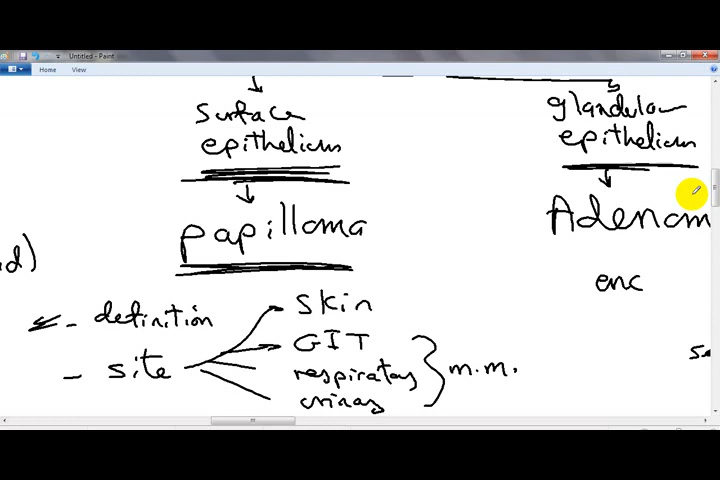 Untitled - Paint
Home View
surface
epithelium
papilloma
glandular
epithelium
Adenom
enc
- definition
- site
skin
GIT
respiratory
urinary
m.m.